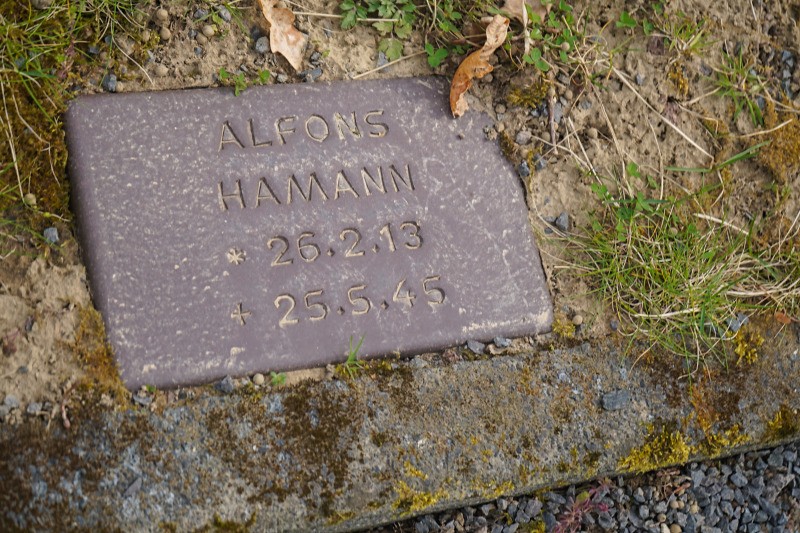 ALFONS
HAMANN
* 26.2.13
+ 25.5.45